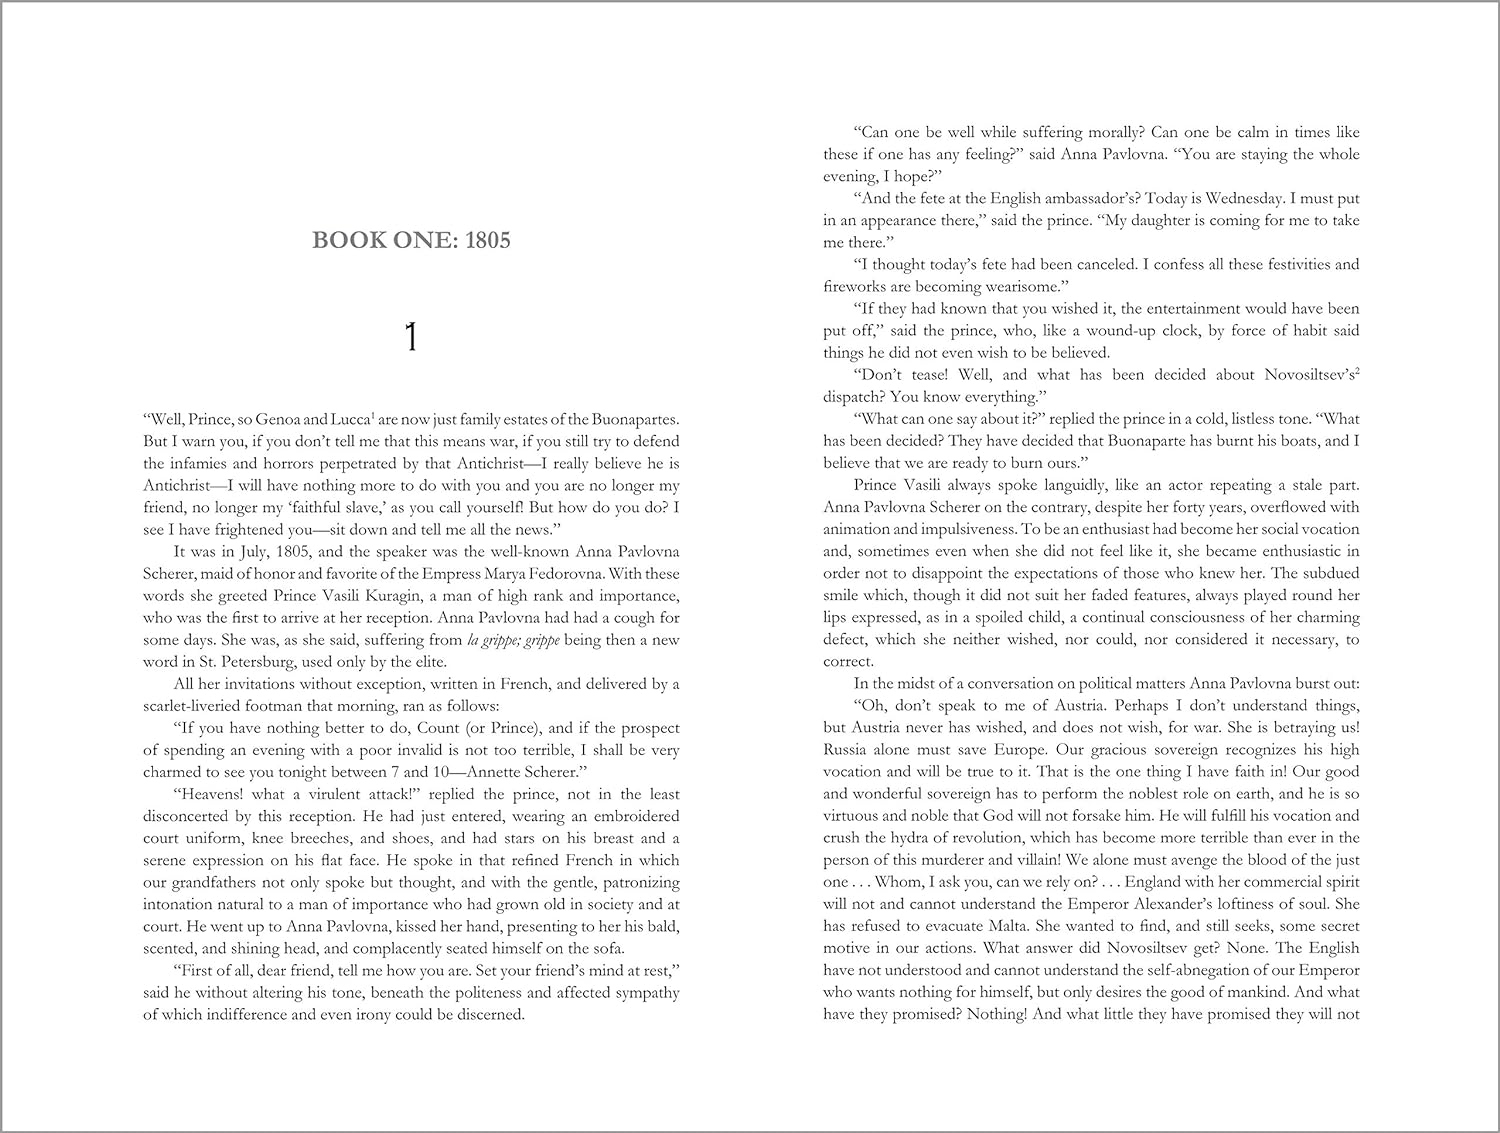 BOOK ONE: 1805
1
“Well, Prince, so Genoa and Lucca¹ are now just family estates of the Buonapartes.
But I warn you, if you don’t tell me that this means war, if you still try to defend
the infamies and horrors perpetrated by that Antichrist—I really believe he is
Antichrist—I will have nothing more to do with you and you are no longer my
friend, no longer my ‘faithful slave,’ as you call yourself! But how do you do? I
see I have frightened you—sit down and tell me all the news.”
It was in July, 1805, and the speaker was the well-known Anna Pavlovna
Scherer, maid of honor and favorite of the Empress Marya Fedorovna. With these
words she greeted Prince Vasili Kuragin, a man of high rank and importance,
who was the first to arrive at her reception. Anna Pavlovna had had a cough for
some days. She was, as she said, suffering from la grippe; grippe being then a new
word in St. Petersburg, used only by the elite.
All her invitations without exception, written in French, and delivered by a
scarlet-liveried footman that morning, ran as follows:
“If you have nothing better to do, Count (or Prince), and if the prospect
of spending an evening with a poor invalid is not too terrible, I shall be very
charmed to see you tonight between 7 and 10—Annette Scherer.”
“Heavens! what a virulent attack!” replied the prince, not in the least
disconcerted by this reception. He had just entered, wearing an embroidered
court uniform, knee breeches, and shoes, and had stars on his breast and a
serene expression on his flat face. He spoke in that refined French in which
our grandfathers not only spoke but thought, and with the gentle, patronizing
intonation natural to a man of importance who had grown old in society and at
court. He went up to Anna Pavlovna, kissed her hand, presenting to her his bald,
scented, and shining head, and complacently seated himself on the sofa.
“First of all, dear friend, tell me how you are. Set your friend’s mind at rest,”
said he without altering his tone, beneath the politeness and affected sympathy
of which indifference and even irony could be discerned.
“Can one be well while suffering morally? Can one be calm in times like
these if one has any feeling?” said Anna Pavlovna. “You are staying the whole
evening, I hope?”
“And the fete at the English ambassador’s? Today is Wednesday. I must put
in an appearance there,” said the prince. “My daughter is coming for me to take
me there.”
“I thought today’s fete had been canceled. I confess all these festivities and
fireworks are becoming wearisome.”
“If they had known that you wished it, the entertainment would have been
put off,” said the prince, who, like a wound-up clock, by force of habit said
things he did not even wish to be believed.
“Don’t tease! Well, and what has been decided about Novosiltsev’s²
dispatch? You know everything.”
“What can one say about it?” replied the prince in a cold, listless tone. “What
has been decided? They have decided that Buonaparte has burnt his boats, and I
believe that we are ready to burn ours.”
Prince Vasili always spoke languidly, like an actor repeating a stale part.
Anna Pavlovna Scherer on the contrary, despite her forty years, overflowed with
animation and impulsiveness. To be an enthusiast had become her social vocation
and, sometimes even when she did not feel like it, she became enthusiastic in
order not to disappoint the expectations of those who knew her. The subdued
smile which, though it did not suit her faded features, always played round her
lips expressed, as in a spoiled child, a continual consciousness of her charming
defect, which she neither wished, nor could, nor considered it necessary, to
correct.
In the midst of a conversation on political matters Anna Pavlovna burst out:
“Oh, don’t speak to me of Austria. Perhaps I don’t understand things,
but Austria never has wished, and does not wish, for war. She is betraying us!
Russia alone must save Europe. Our gracious sovereign recognizes his high
vocation and will be true to it. That is the one thing I have faith in! Our good
and wonderful sovereign has to perform the noblest role on earth, and he is so
virtuous and noble that God will not forsake him. He will fulfill his vocation and
crush the hydra of revolution, which has become more terrible than ever in the
person of this murderer and villain! We alone must avenge the blood of the just
one . . . Whom, I ask you, can we rely on? . . . England with her commercial spirit
will not and cannot understand the Emperor Alexander’s loftiness of soul. She
has refused to evacuate Malta. She wanted to find, and still seeks, some secret
motive in our actions. What answer did Novosiltsev get? None. The English
have not understood and cannot understand the self-abnegation of our Emperor
who wants nothing for himself, but only desires the good of mankind. And what
have they promised? Nothing! And what little they have promised they will not